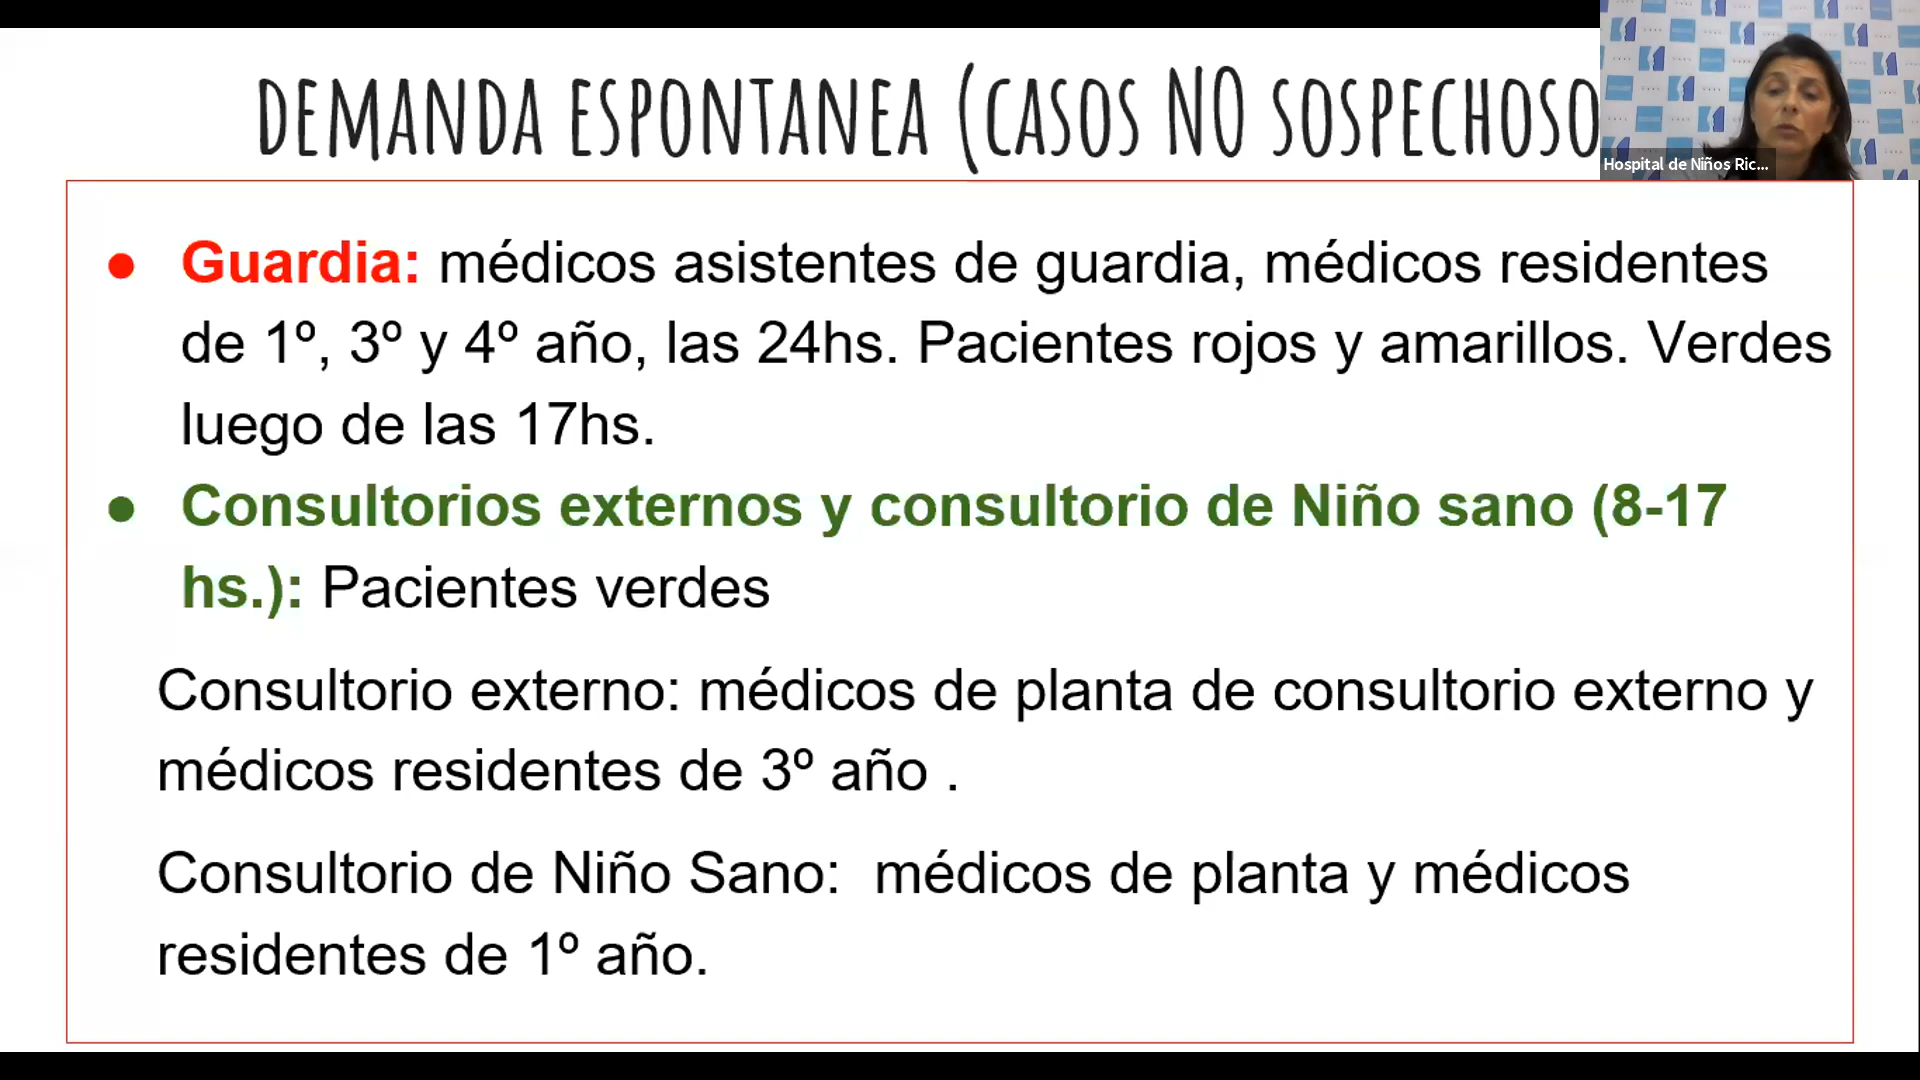 DEMANDA ESPONTANEA (CASOS NO SOSPECHOSO
Hospital de Niños Ric...
● Guardia: médicos asistentes de guardia, médicos residentes
de 1º, 3º y 4º año, las 24hs. Pacientes rojos y amarillos. Verdes
luego de las 17hs.
● Consultorios externos y consultorio de Niño sano (8-17
hs.): Pacientes verdes
Consultorio externo: médicos de planta de consultorio externo y
médicos residentes de 3º año .
Consultorio de Niño Sano:  médicos de planta y médicos
residentes de 1º año.